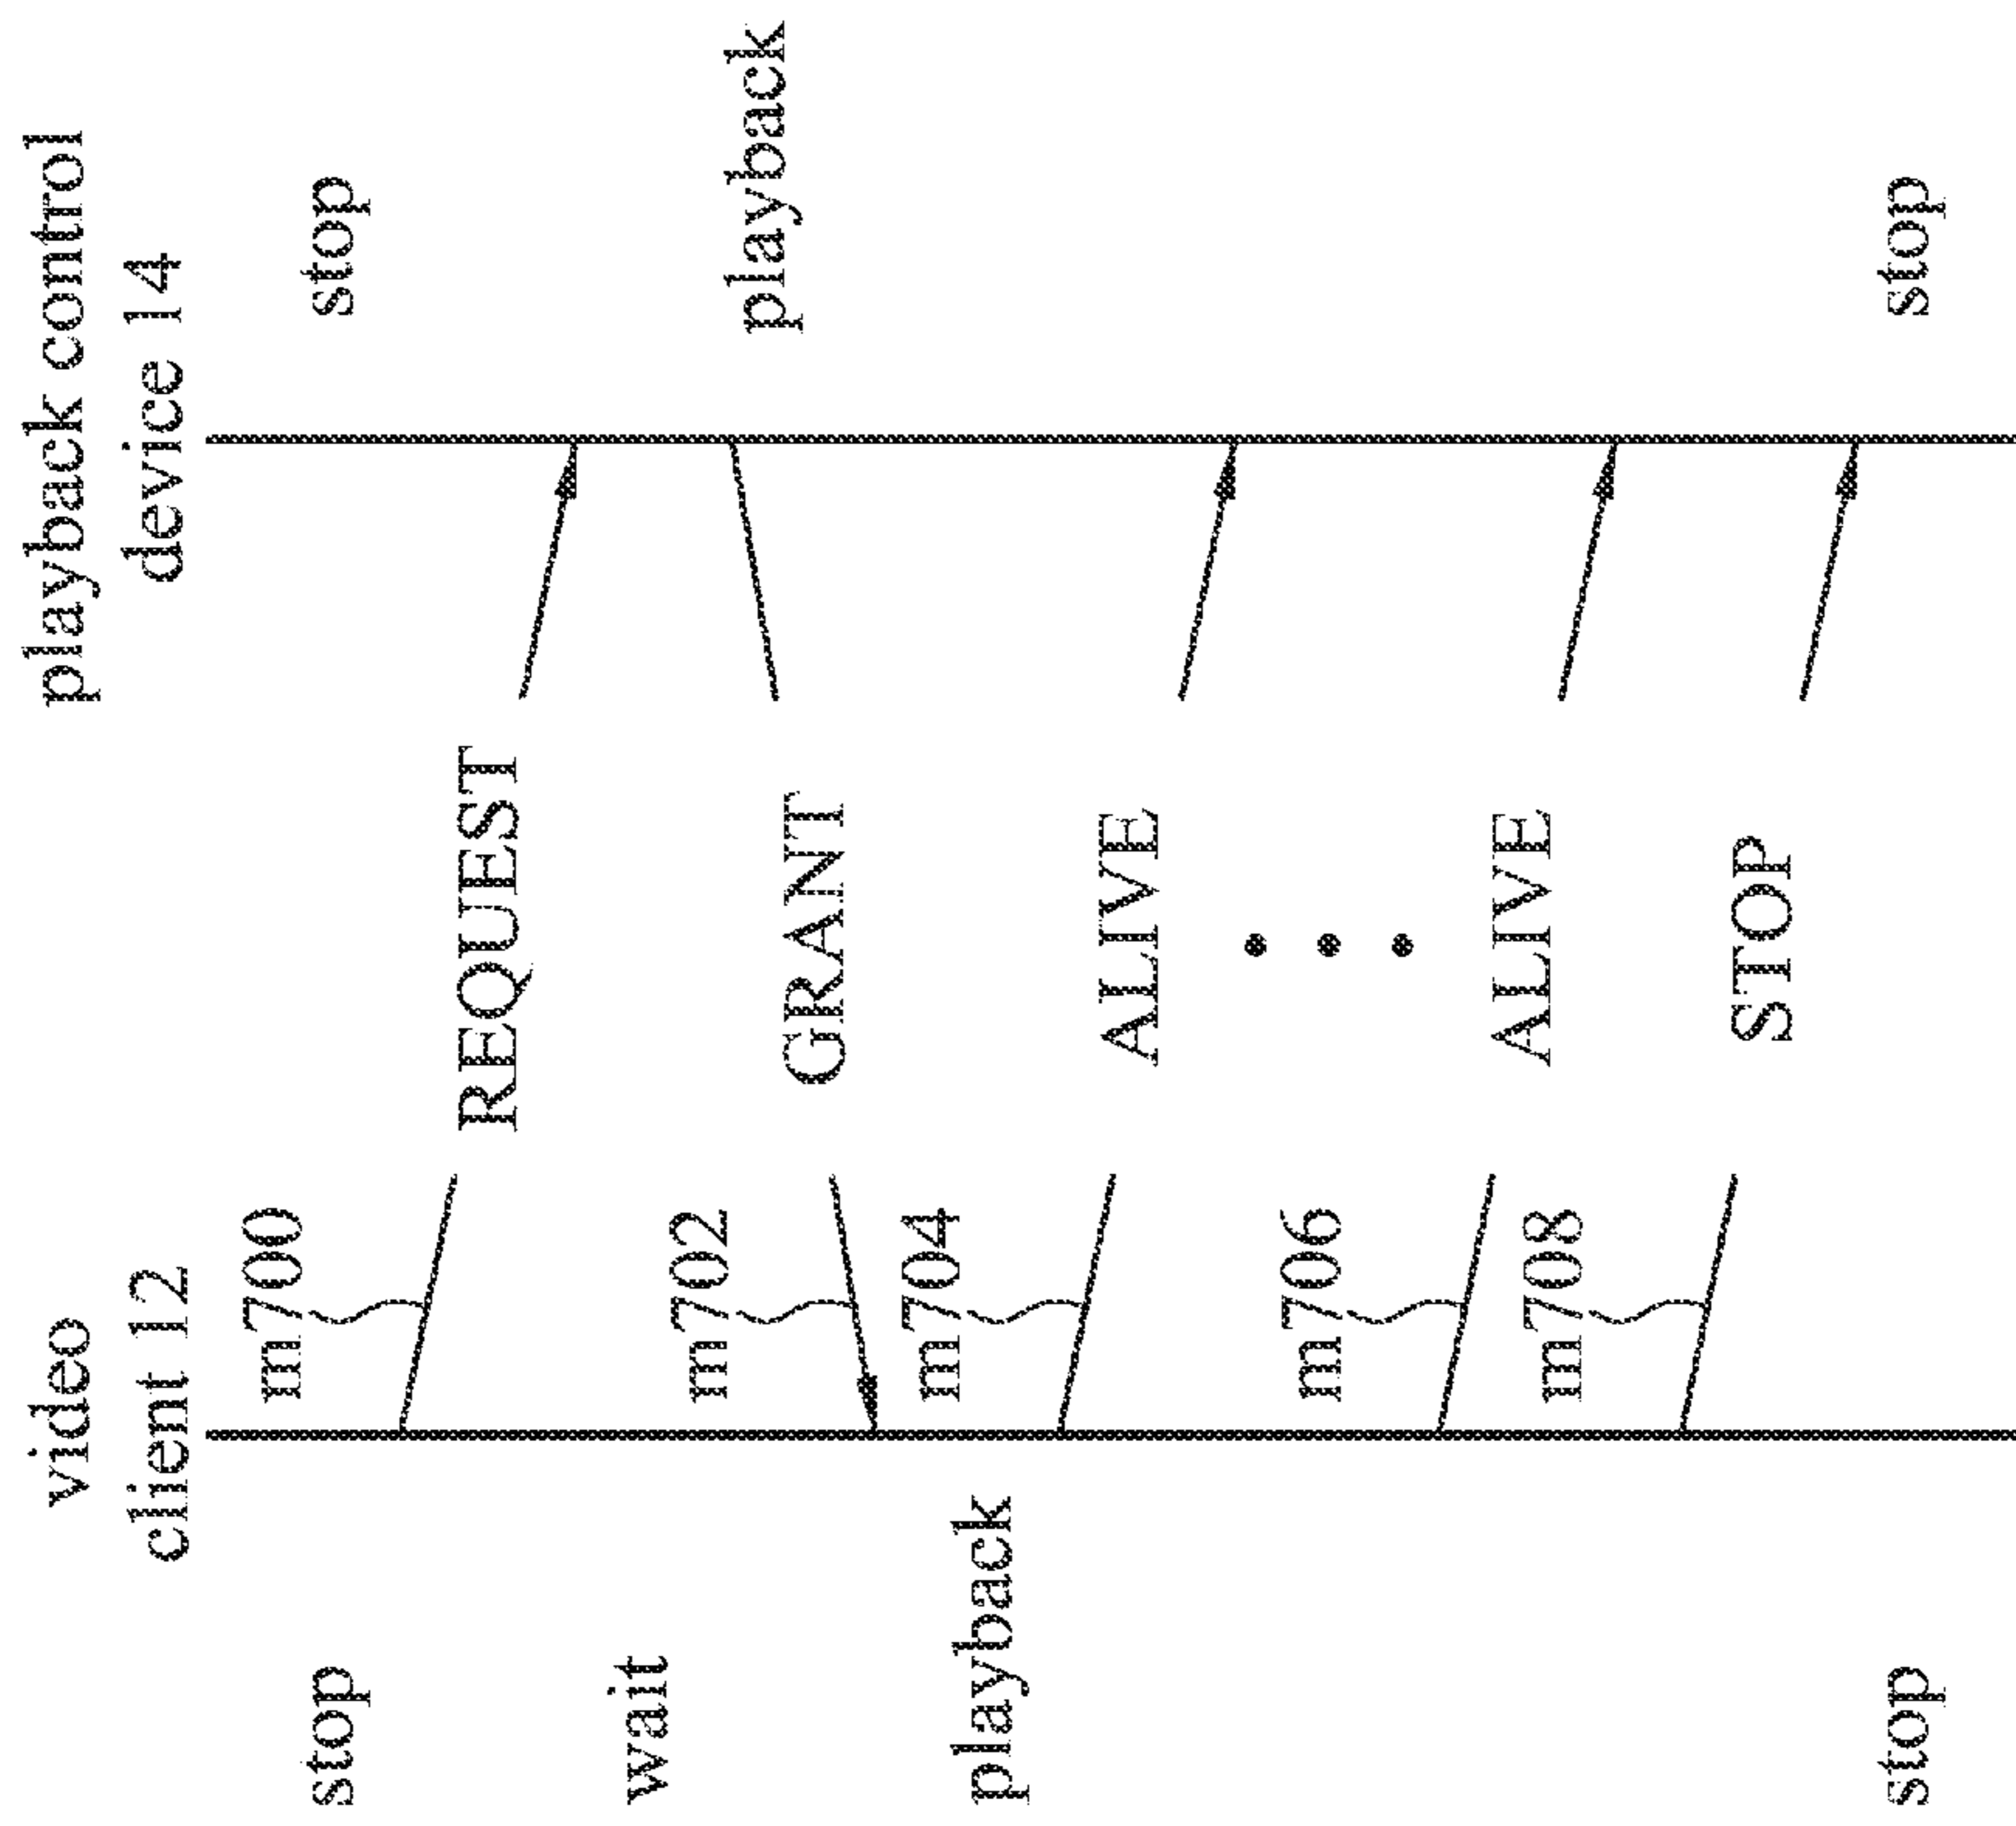 video
client 12
playback control
device 14
stop
m700
REQUEST
stop
wait
m702
GRANT
playback
playback
m704
ALIVE
m706
ALIVE
m708
STOP
stop
stop